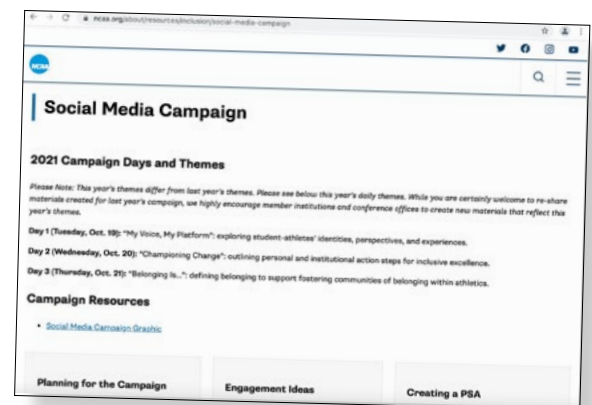 ncaa.org/about/resources/inclusion/social-media-campaign
NCAA
Social Media Campaign
2021 Campaign Days and Themes
Please Note: This year's themes differ from last year's themes. Please see below this year's daily themes. While you are certainly welcome to re-share
materials created for last year's campaign, we highly encourage member institutions and conference offices to create new materials that reflect this
year's themes.
Day 1 (Tuesday, Oct. 19): "My Voice, My Platform": exploring student-athletes' identities, perspectives, and experiences.
Day 2 (Wednesday, Oct. 20): "Championing Change": outlining personal and institutional action steps for inclusive excellence.
Day 3 (Thursday, Oct. 21): "Belonging is...": defining belonging to support fostering communities of belonging within athletics.
Campaign Resources
• Social Media Campaign Graphic
Planning for the Campaign
Engagement Ideas
Creating a PSA